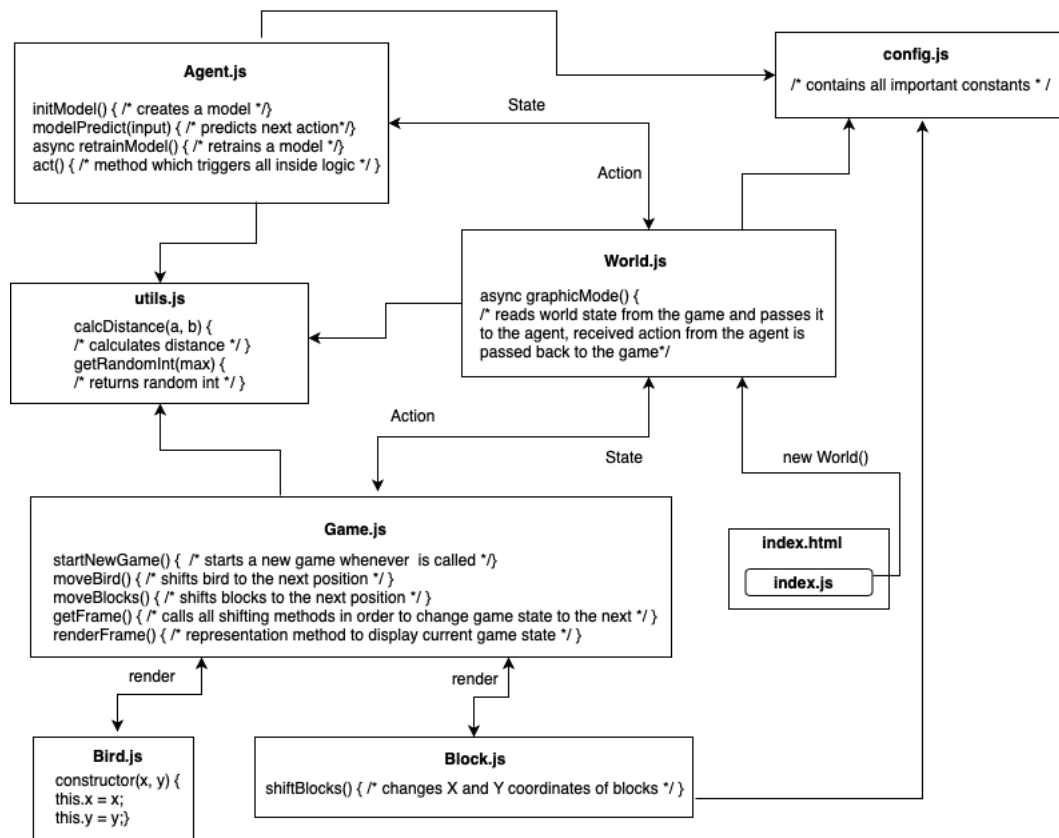 Agent.js
initModel() { /* creates a model */}
modelPredict(input) { /* predicts next action*/}
async retrainModel() { /* retrains a model */}
act() { /* method which triggers all inside logic */ }
config.js
/* contains all important constants * /
State
Action
utils.js
calcDistance(a, b) {
/* calculates distance */ }
getRandomInt(max) {
/* returns random int */ }
World.js
async graphicMode() {
/* reads world state from the game and passes it
to the agent, received action from the agent is
passed back to the game*/
Action
State
new World()
index.html
index.js
Game.js
startNewGame() {  /* starts a new game whenever  is called */}
moveBird() { /* shifts bird to the next position */ }
moveBlocks() { /* shifts blocks to the next position */ }
getFrame() { /* calls all shifting methods in order to change game state to the next */ }
renderFrame() { /* representation method to display current game state */ }
render
render
Bird.js
constructor(x, y) {
this.x = x;
this.y = y;}
Block.js
shiftBlocks() { /* changes X and Y coordinates of blocks */ }